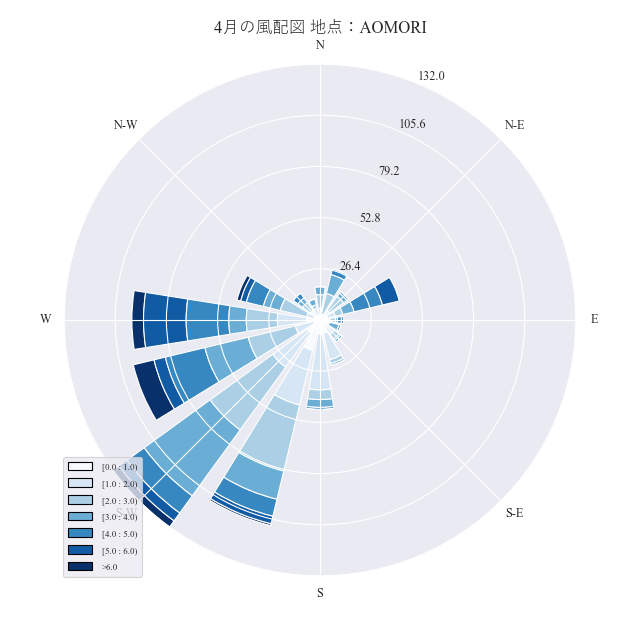 4月の風配図 地点：AOMORI
N
132.0
N-W
105.6
N-E
79.2
52.8
26.4
W
E
[0.0 : 1.0)
[1.0 : 2.0)
[2.0 : 3.0)
S-W
[3.0 : 4.0)
S-E
[4.0 : 5.0)
[5.0 : 6.0)
>6.0
S